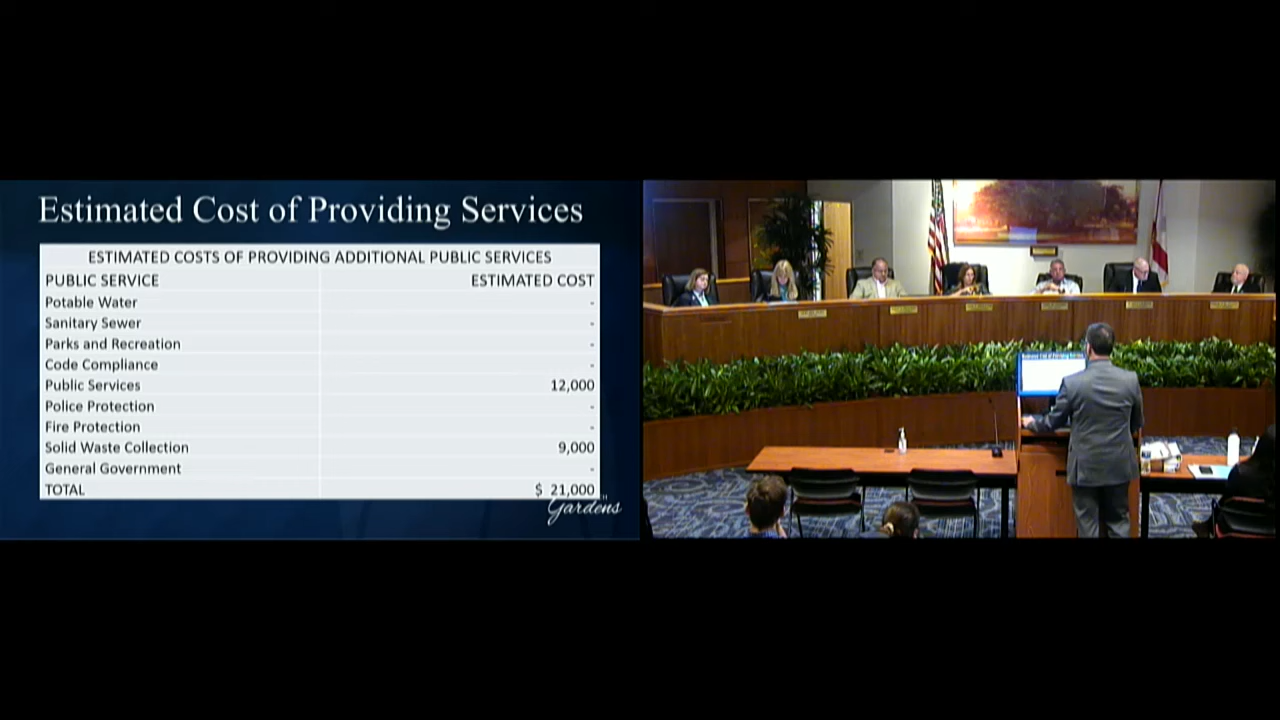 Estimated Cost of Providing Services
ESTIMATED COSTS OF PROVIDING ADDITIONAL PUBLIC SERVICES
PUBLIC SERVICE ESTIMATED COST
Potable Water -
Sanitary Sewer -
Parks and Recreation -
Code Compliance -
Public Services 12,000
Police Protection -
Fire Protection -
Solid Waste Collection 9,000
General Government -
TOTAL $ 21,000
Gardens